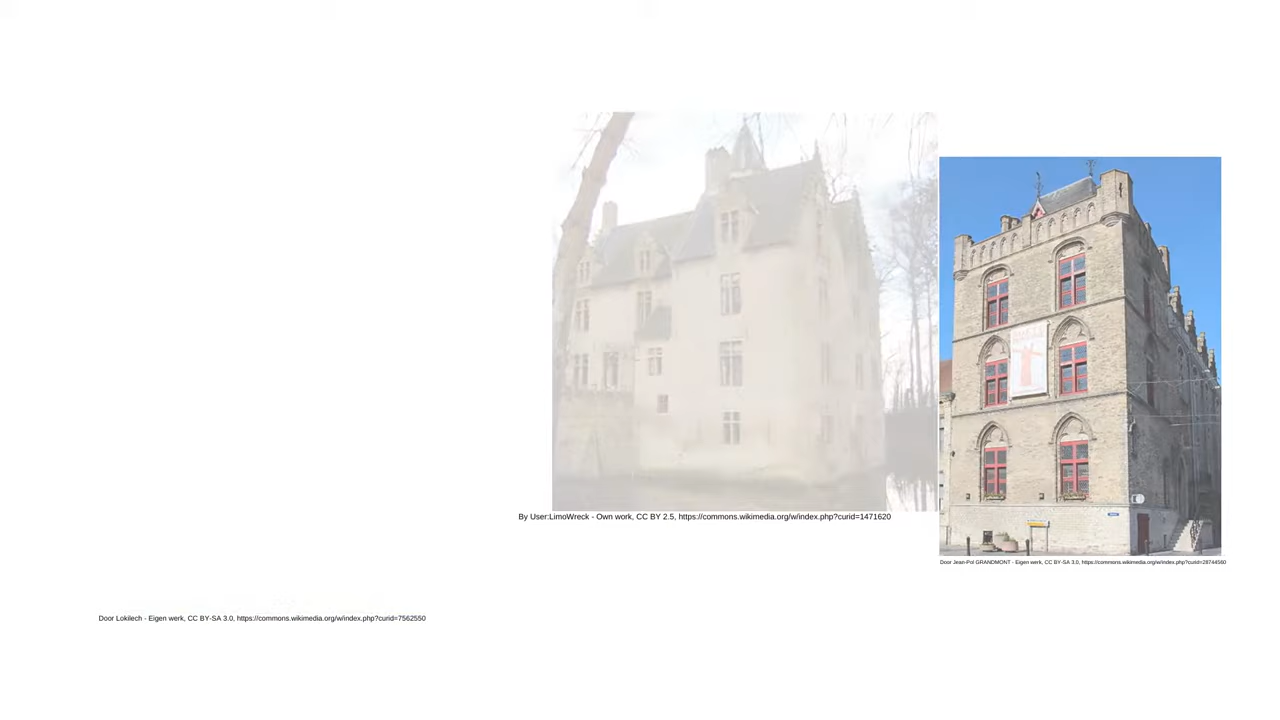 By User:LimoWreck - Own work, CC BY 2.5, https://commons.wikimedia.org/w/index.php?curid=1471620
Door Jean-Pol GRANDMONT - Eigen werk, CC BY-SA 3.0, https://commons.wikimedia.org/w/index.php?curid=28744560
Door Lokilech - Eigen werk, CC BY-SA 3.0, https://commons.wikimedia.org/w/index.php?curid=7562550